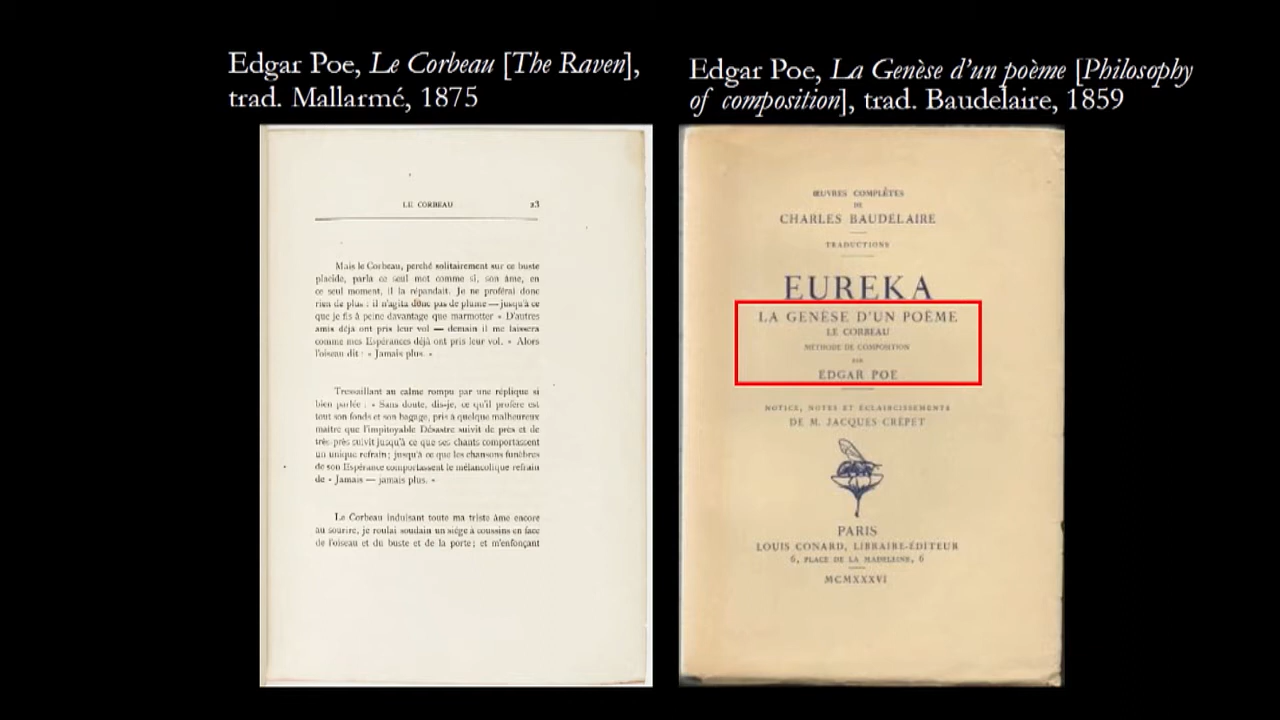 Edgar Poe, Le Corbeau [The Raven],
trad. Mallarmé, 1875
Edgar Poe, La Genèse d'un poème [Philosophy
of composition], trad. Baudelaire, 1859
LE CORBEAU 23
Mais le Corbeau, perché solitairement sur ce buste
placide, parla ce seul mot comme si, son âme, en
ce seul moment, il la répandait. Je ne proférai donc
rien de plus : il n'agita donc pas de plume — jusqu'à ce
que je fis à peine davantage que marmotter « D'autres
amis déjà ont pris leur vol — demain il me laissera
comme mes Espérances déjà ont pris leur vol. » Alors
l'oiseau dit : « Jamais plus. »
Tressaillant au calme rompu par une réplique si
bien parlée : « Sans doute, dis-je, ce qu'il profère est
tout son fonds et son bagage, pris à quelque malheureux
maître que l'impitoyable Désastre suivit de près et de
très-près suivit jusqu'à ce que ses chants comportassent
un unique refrain ; jusqu'à ce que les chansons funèbres
de son Espérance comportassent le mélancolique refrain
de « Jamais — jamais plus. »
Le Corbeau induisant toute ma triste âme encore
au sourire, je roulai soudain un siège à coussins en face
de l'oiseau et du buste et de la porte ; et m'enfonçant
ŒUVRES COMPLÈTES
DE
CHARLES BAUDELAIRE
TRADUCTIONS
EUREKA
LA GENÈSE D'UN POÈME
LE CORBEAU
MÉTHODE DE COMPOSITION
PAR
EDGAR POE
NOTICE, NOTES ET ÉCLAIRCISSEMENTS
DE M. JACQUES CRÉPET
PARIS
LOUIS CONARD, LIBRAIRE-ÉDITEUR
6, PLACE DE LA MADELEINE, 6
MCMXXXVI